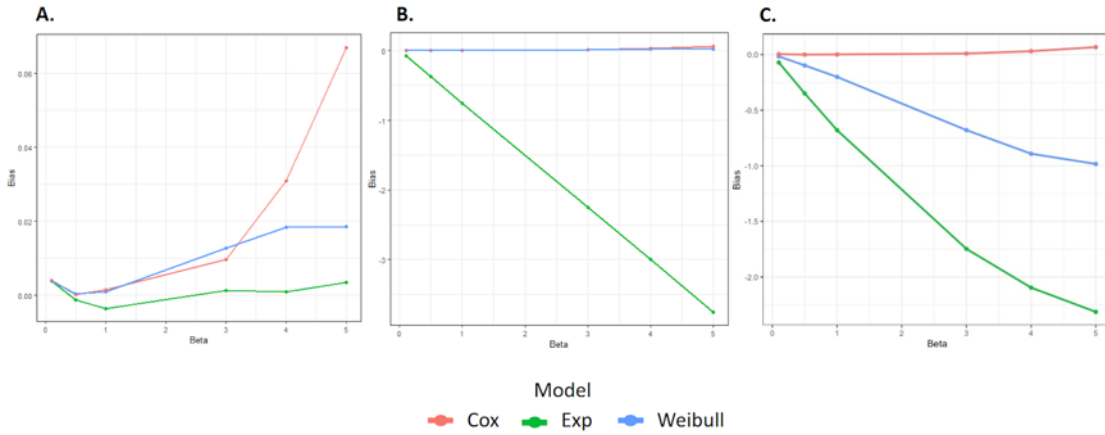 A.
B.
C.
0.06
0.04
0.02
0.00
Bias
0 1 2 3 4 5
Beta
0
-1
-2
-3
Bias
0 1 2 3 4 5
Beta
0.0
-0.5
-1.0
-1.5
-2.0
Bias
0 1 2 3 4 5
Beta
Model
Cox Exp Weibull